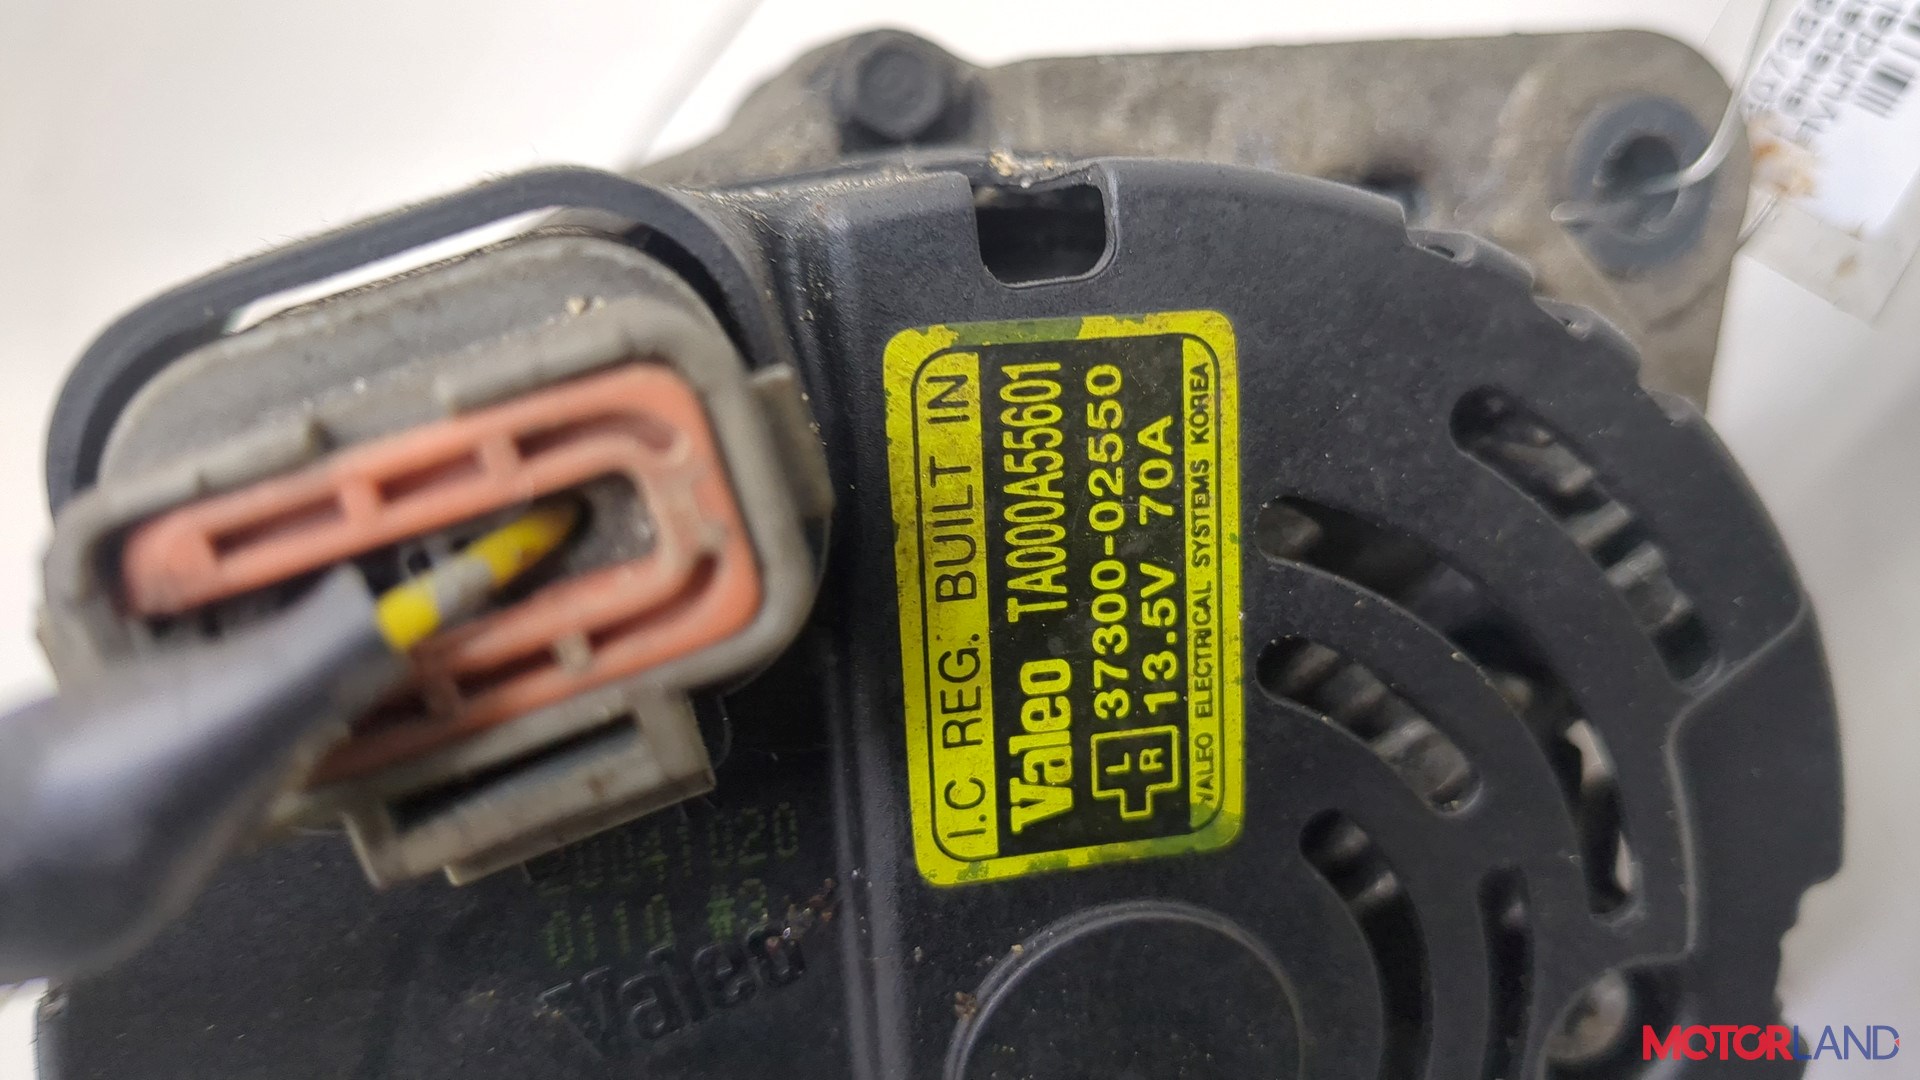 I.C REG. BUILT IN
Valeo TA000A55601
37300-02550
L
R
13.5V 70A
VALEO ELECTRICAL SYSTEMS KOREA
Valeo
MOTORLAND